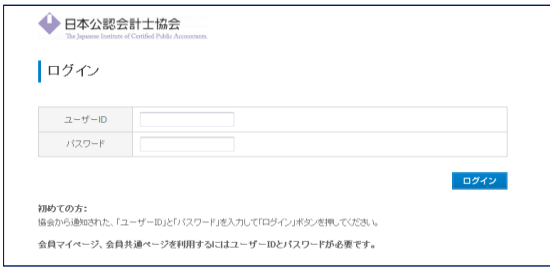 日本公認会計士協会
The Japanese Institute of Certified Public Accountants
ログイン
ユーザーID
パスワード
ログイン
初めての方:
協会から通知された、「ユーザーID」と「パスワード」を入力して「ログイン」ボタンを押してください。
会員マイページ、会員共通ページを利用するにはユーザーIDとパスワードが必要です。